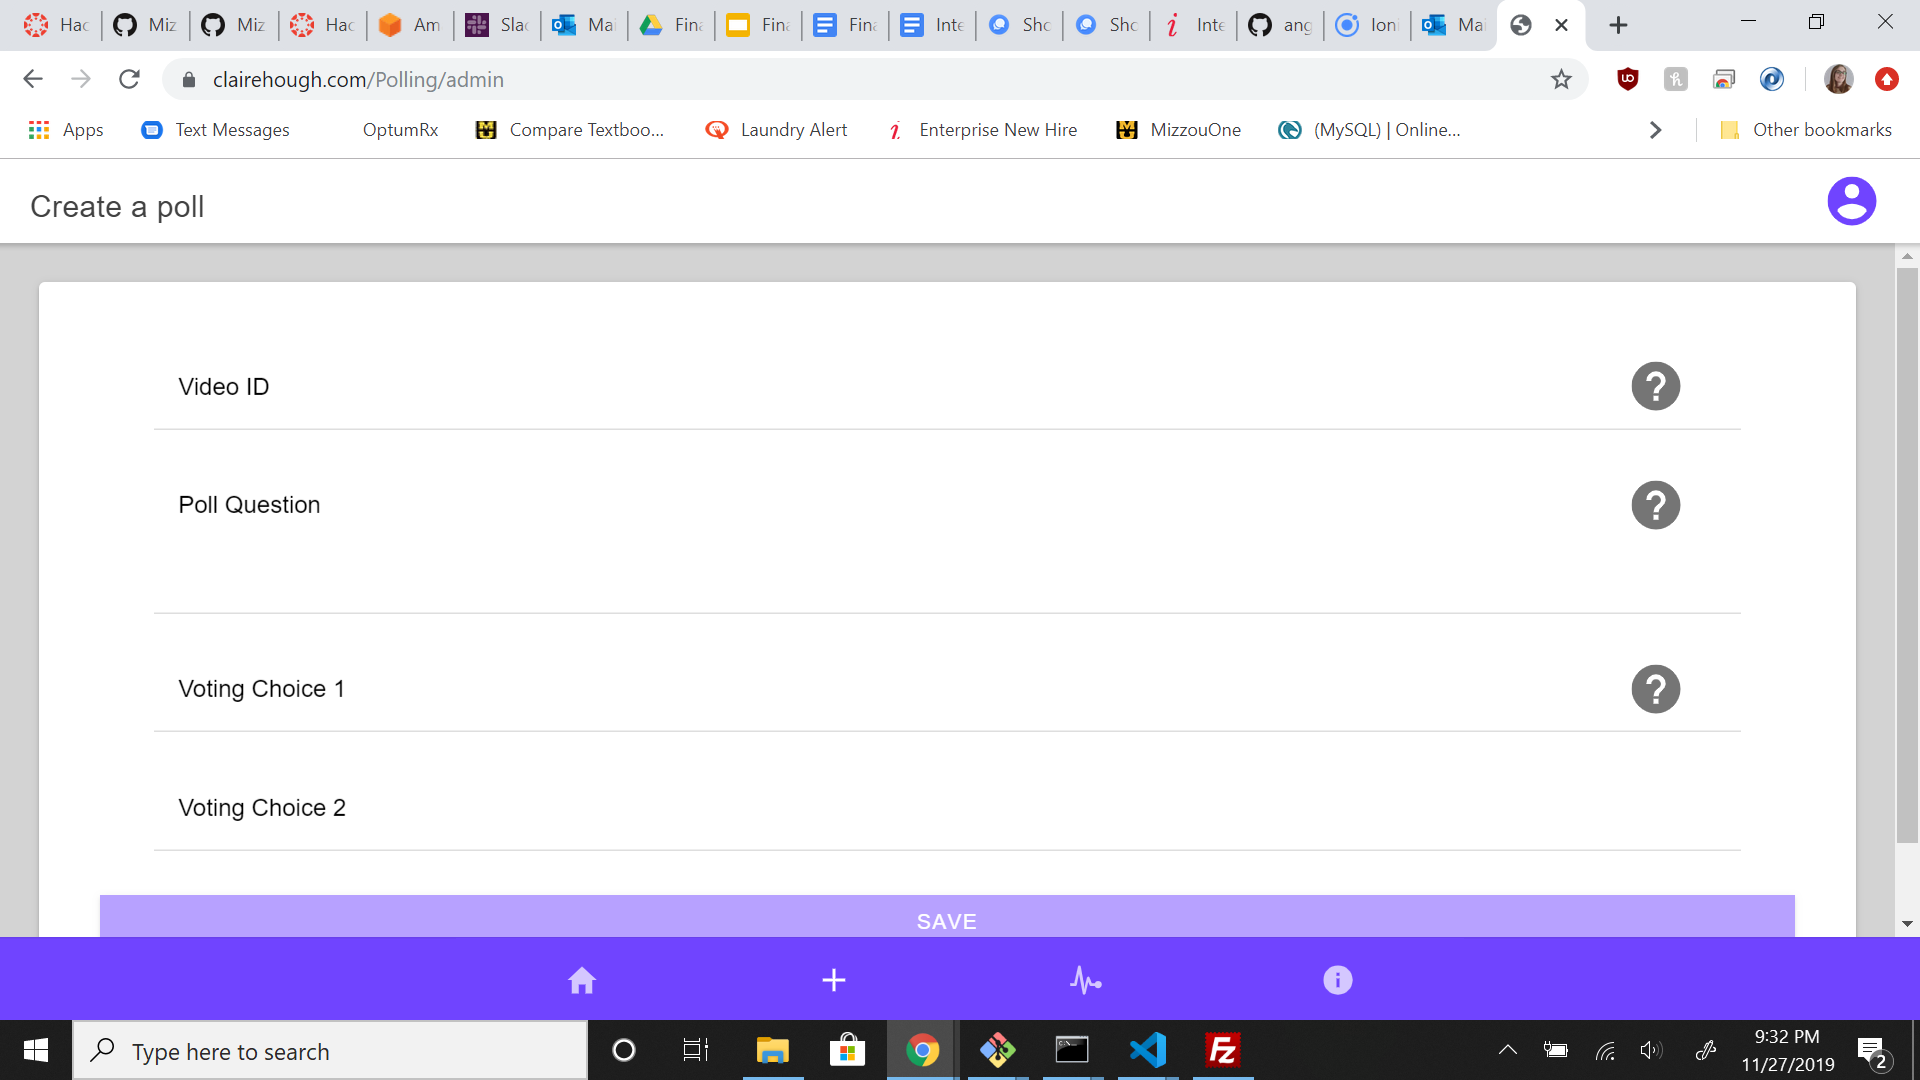 Hac Miz Miz Hac Am Slac Mai Fina Fina Fina Inte Sho Sho Inte ang Ioni Mai
clairehough.com/Polling/admin
Apps Text Messages OptumRx Compare Textboo... Laundry Alert Enterprise New Hire MizzouOne (MySQL) | Online... Other bookmarks
Create a poll
Video ID ?
Poll Question ?
Voting Choice 1 ?
Voting Choice 2
SAVE
Type here to search
9:32 PM
11/27/2019
2